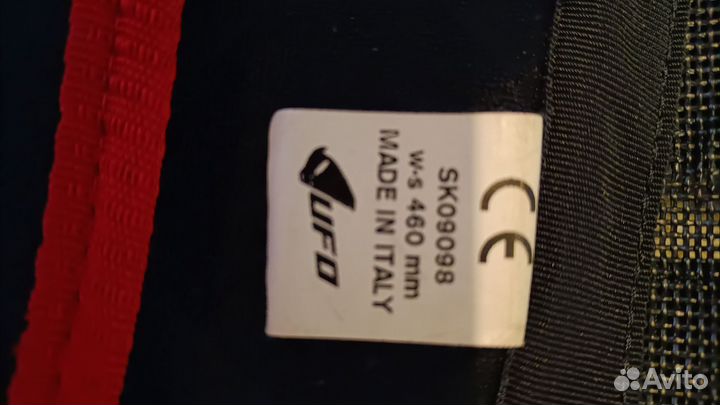 CE
SK09098
w-s 460 mm
MADE IN ITALY
UFO
Avito